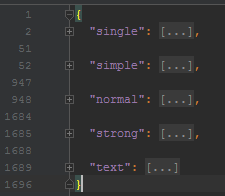 1 {
2 "single": [...],
51
52 "simple": [...],
947
948 "normal": [...],
1684
1685 "strong": [...],
1688
1689 "text": [...]
1696 }